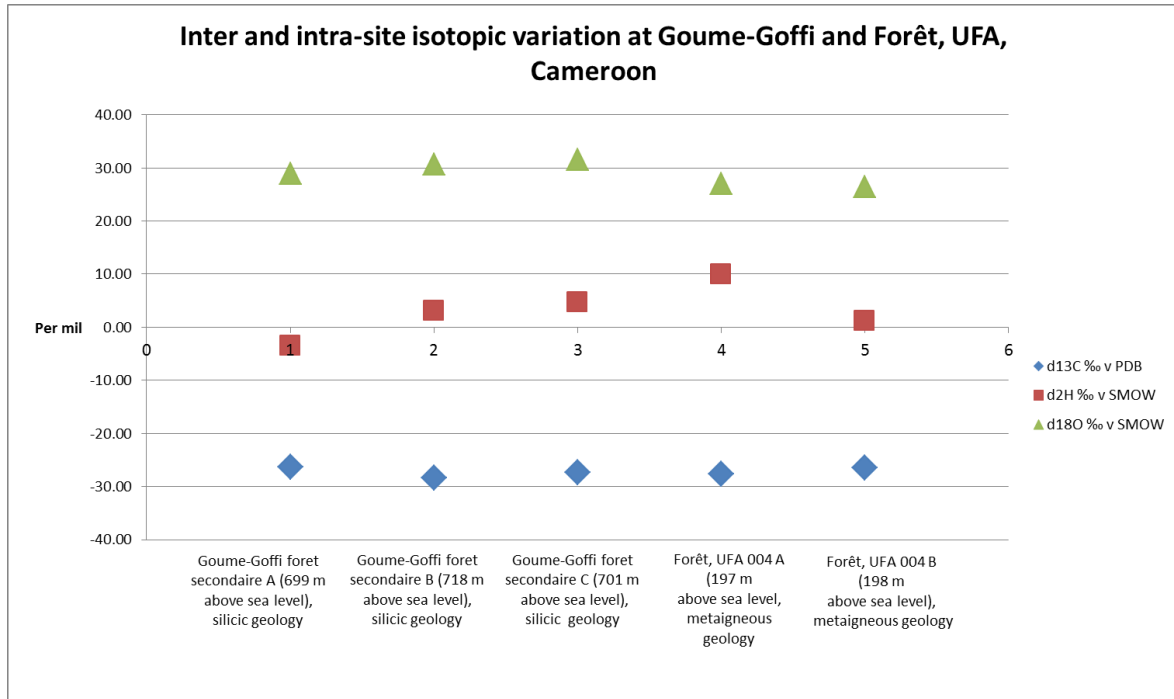 Inter and intra-site isotopic variation at Goume-Goffi and Forêt, UFA,
Cameroon
40.00
30.00
20.00
10.00
0.00
-10.00
-20.00
-30.00
-40.00
Per mil
0
1
2
3
4
5
6
d13C ‰ v PDB
d2H ‰ v SMOW
d18O ‰ v SMOW
Goume-Goffi foret
secondaire A (699 m
above sea level),
silicic geology
Goume-Goffi foret
secondaire B (718 m
above sea level),
silicic geology
Goume-Goffi foret
secondaire C (701 m
above sea level),
silicic  geology
Forêt, UFA 004 A
(197 m
above sea level,
metaigneous
geology
Forêt, UFA 004 B
(198 m
above sea level),
metaigneous geology